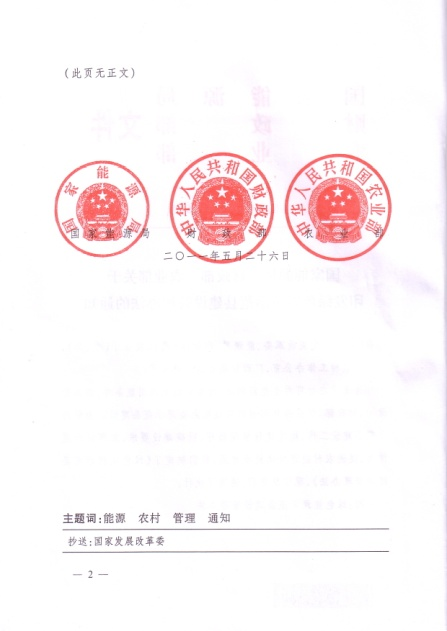 （此页无正文）
国家能源局
中华人民共和国财政部
中华人民共和国农业部
国家能源局 财政部 农业部
二〇一一年五月二十六日
主题词：能源 农村 管理 通知
抄送：国家发展改革委
— 2 —